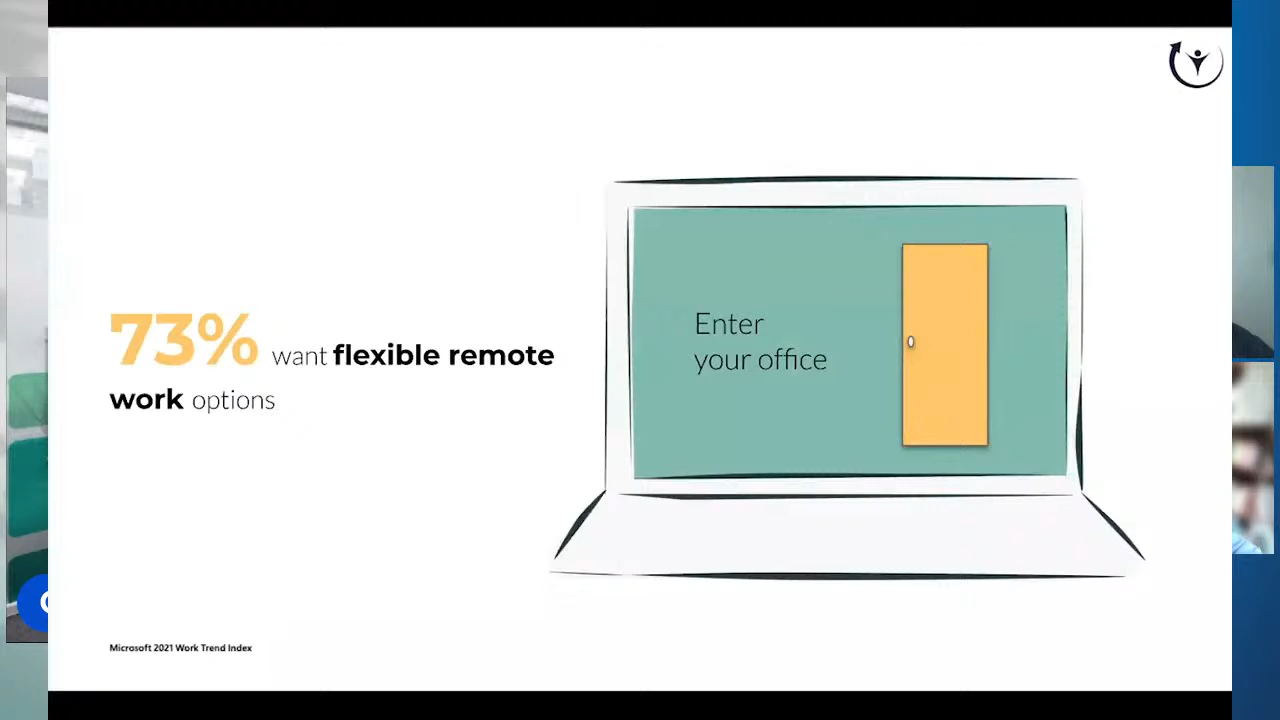 73% want flexible remote
work options
Enter
your office
Microsoft 2021 Work Trend Index